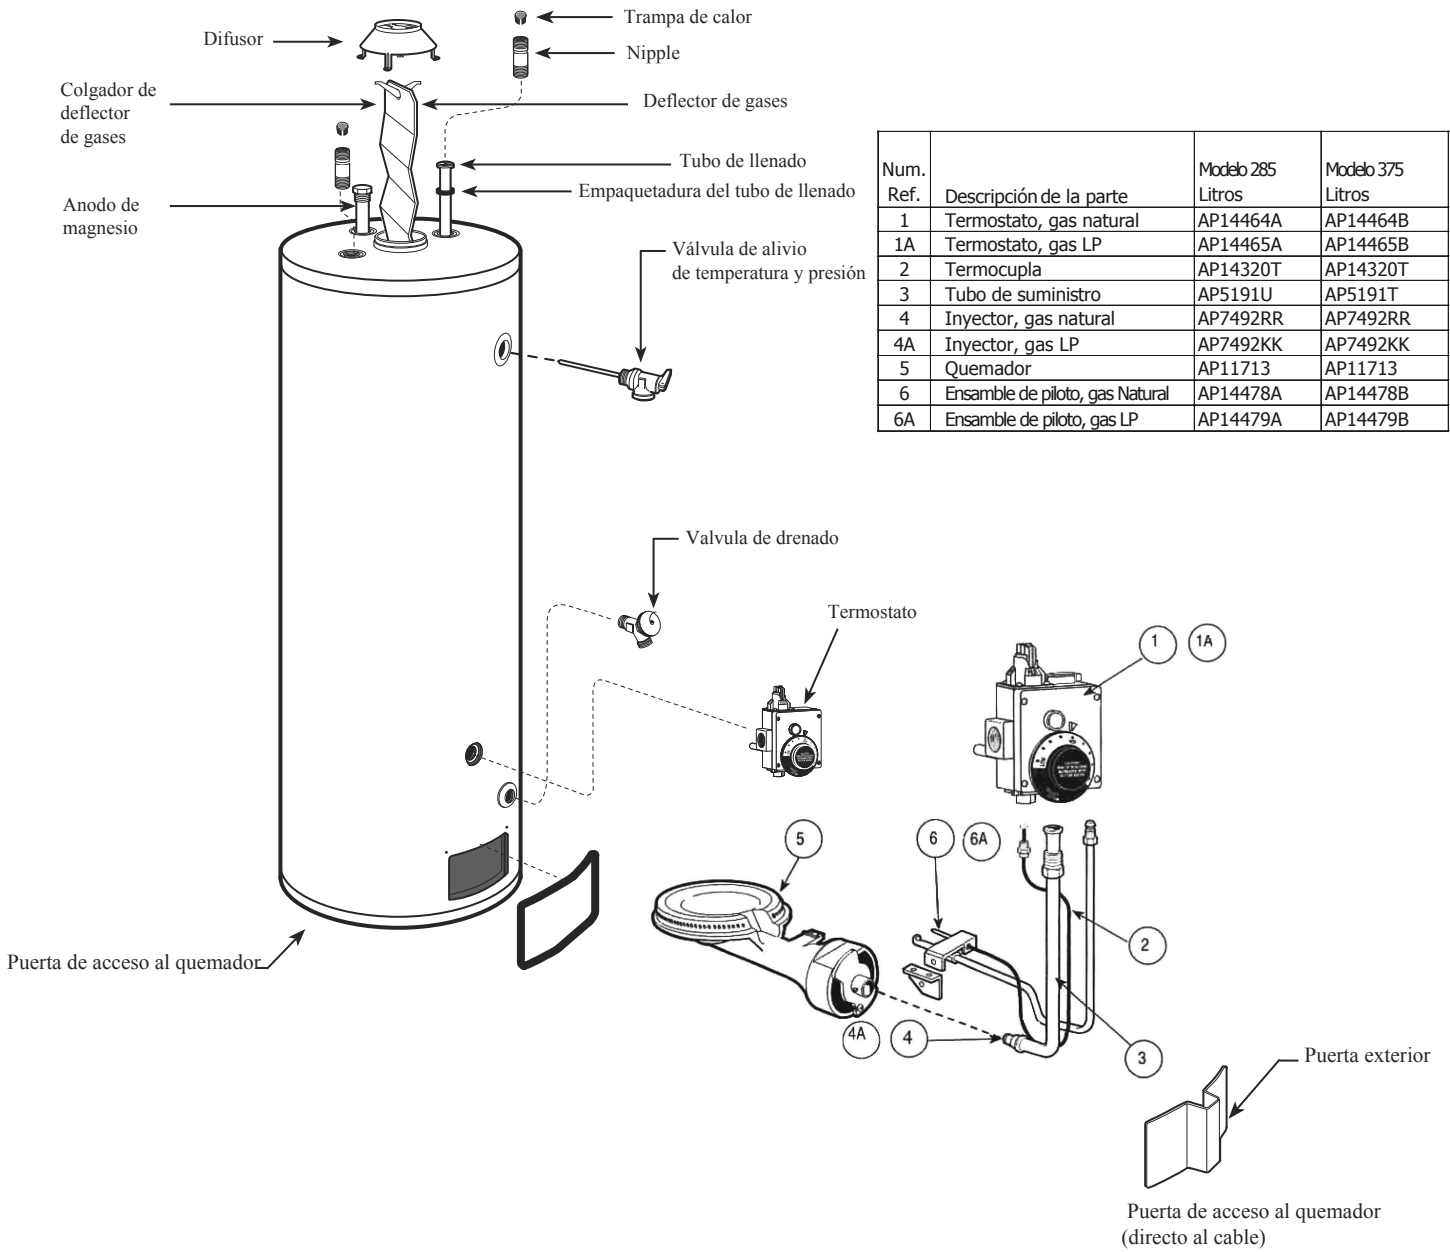 Trampa de calor
Difusor
Nipple
Colgador de
deflector
de gases
Deflector de gases
Tubo de llenado
Empaquetadura del tubo de llenado
Anodo de
magnesio
Válvula de alivio
de temperatura y presión
Num.
Ref.
Descripción de la parte
Modelo 285
Litros
Modelo 375
Litros
1 Termostato, gas natural AP14464A AP14464B
1A Termostato, gas LP AP14465A AP14465B
2 Termocupla AP14320T AP14320T
3 Tubo de suministro AP5191U AP5191T
4 Inyector, gas natural AP7492RR AP7492RR
4A Inyector, gas LP AP7492KK AP7492KK
5 Quemador AP11713 AP11713
6 Ensamble de piloto, gas Natural AP14478A AP14478B
6A Ensamble de piloto, gas LP AP14479A AP14479B
Valvula de drenado
Termostato
1 1A
5
6 6A
2
Puerta de acceso al quemador
4A 4
3
Puerta exterior
Puerta de acceso al quemador
(directo al cable)